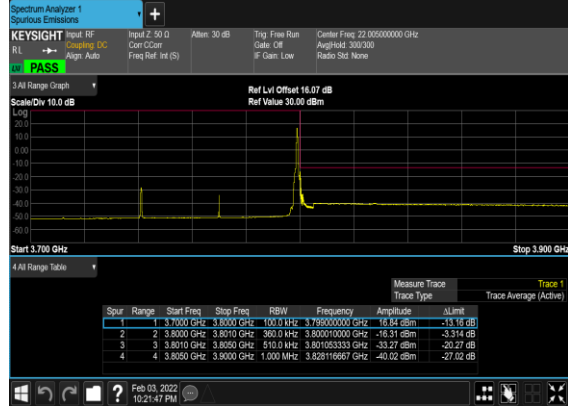 Spectrum Analyzer 1
Spurious Emissions
KEYSIGHT Input: RF Input Z: 50 Ω Atten: 30 dB Trig: Free Run Center Freq: 22.005000000 GHz
RL Coupling: DC Corr CCorr Gate: Off Avg|Hold: 300/300
Align: Auto Freq Ref: Int (S) IF Gain: Low Radio Std: None
PASS
3 All Range Graph Ref Lvl Offset 16.07 dB
Scale/Div 10.0 dB Ref Value 30.00 dBm
Log
20.0
10.0
0.00
-10.0
-20.0
-30.0
-40.0
-50.0
-60.0
Start 3.700 GHz Stop 3.900 GHz
4 All Range Table
Measure Trace Trace 1
Trace Type Trace Average (Active)
Spur Range Start Freq Stop Freq RBW Frequency Amplitude ΔLimit
1 1 3.7000 GHz 3.8000 GHz 100.0 kHz 3.799000000 GHz 16.84 dBm -13.16 dB
2 2 3.8000 GHz 3.8010 GHz 360.0 kHz 3.800010000 GHz -16.31 dBm -3.314 dB
3 3 3.8010 GHz 3.8050 GHz 510.0 kHz 3.801053333 GHz -33.27 dBm -20.27 dB
4 4 3.8050 GHz 3.9000 GHz 1.000 MHz 3.828116667 GHz -40.02 dBm -27.02 dB
? Feb 03, 2022
10:21:47 PM